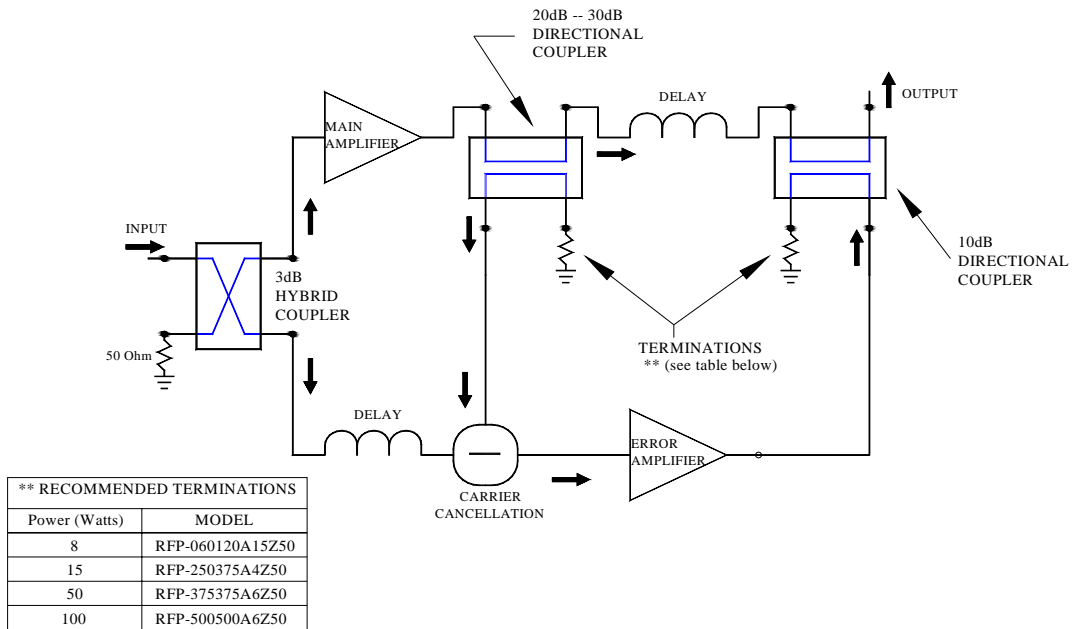 20dB -- 30dB
DIRECTIONAL
COUPLER
DELAY
OUTPUT
MAIN
AMPLIFIER
INPUT
3dB
HYBRID
COUPLER
10dB
DIRECTIONAL
COUPLER
50 Ohm
TERMINATIONS
** (see table below)
DELAY
ERROR
AMPLIFIER
CARRIER
CANCELLATION
** RECOMMENDED TERMINATIONS
Power (Watts) MODEL
8 RFP-060120A15Z50
15 RFP-250375A4Z50
50 RFP-375375A6Z50
100 RFP-500500A6Z50